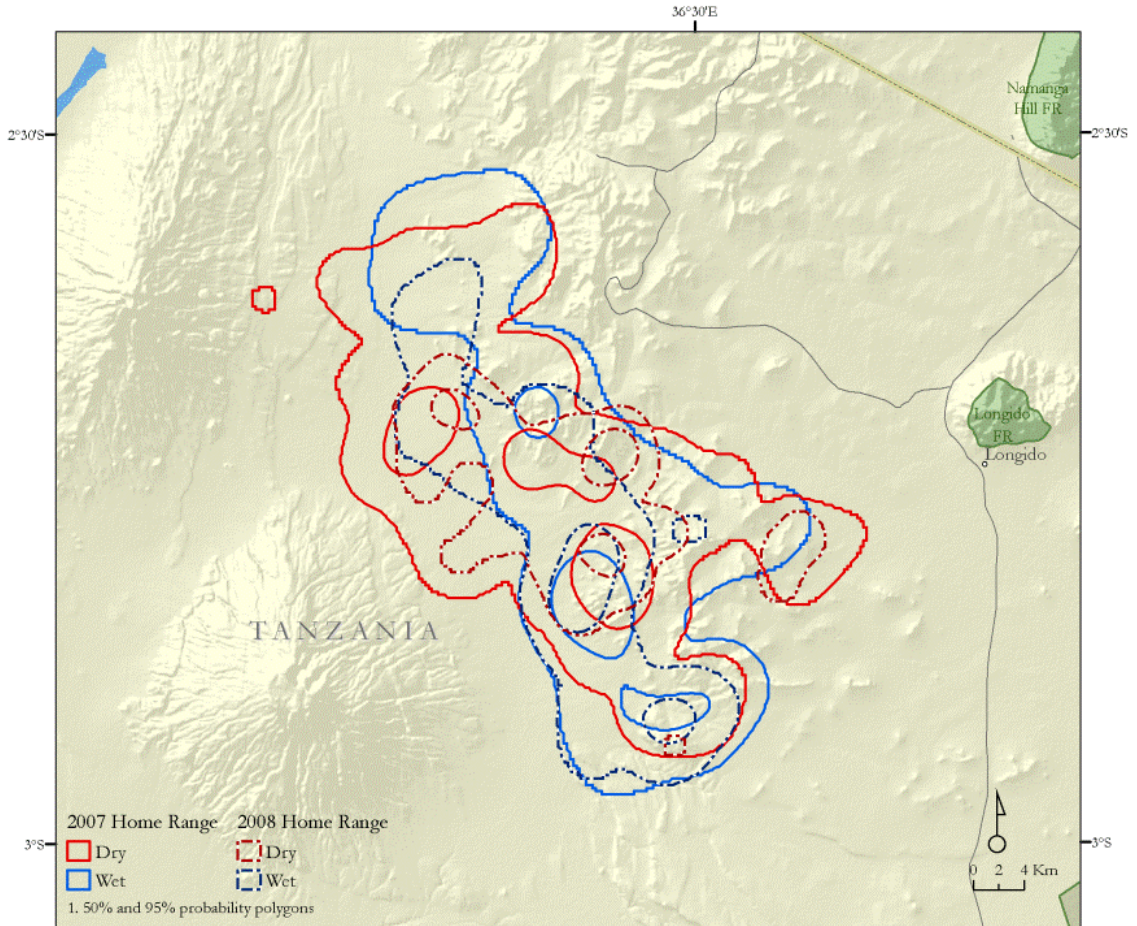 36°30'E
Namanga
Hill FR
2°30'S
2°30'S
Longido
FR
Longido
TANZANIA
2007 Home Range 2008 Home Range
Dry Dry
Wet Wet
1. 50% and 95% probability polygons
3°S
3°S
0 2 4 Km